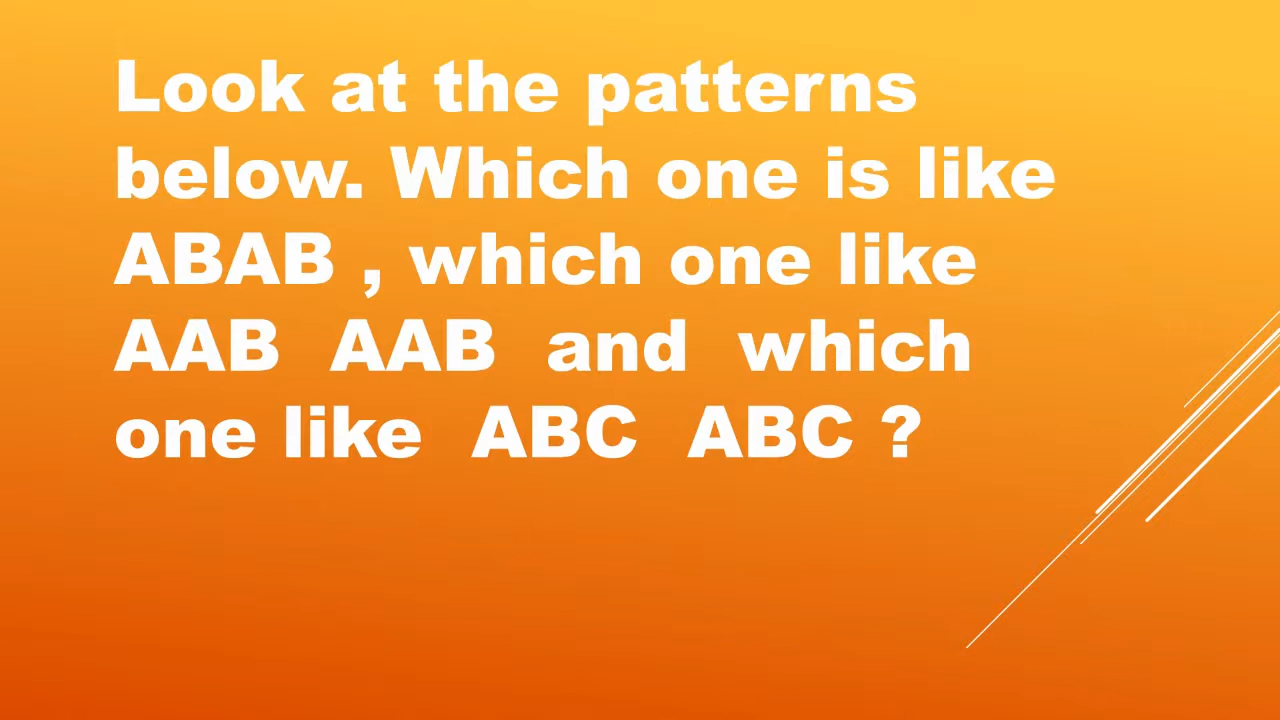 Look at the patterns
below. Which one is like
ABAB , which one like
AAB  AAB  and  which
one like  ABC  ABC ?